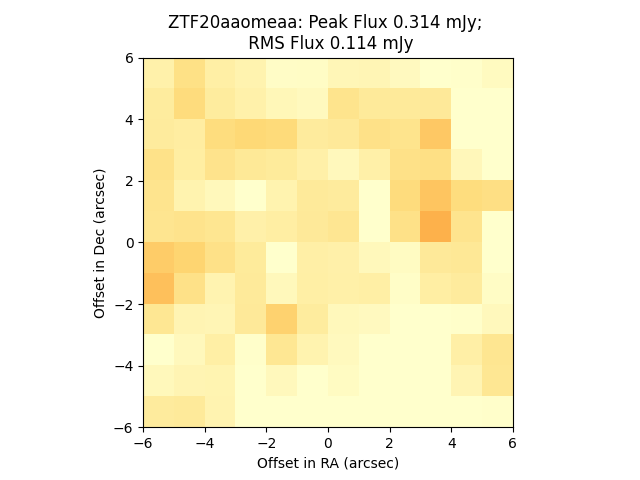 ZTF20aaomeaa: Peak Flux 0.314 mJy;
RMS Flux 0.114 mJy
6
4
2
0
−2
−4
−6
Offset in Dec (arcsec)
−6 −4 −2 0 2 4 6
Offset in RA (arcsec)